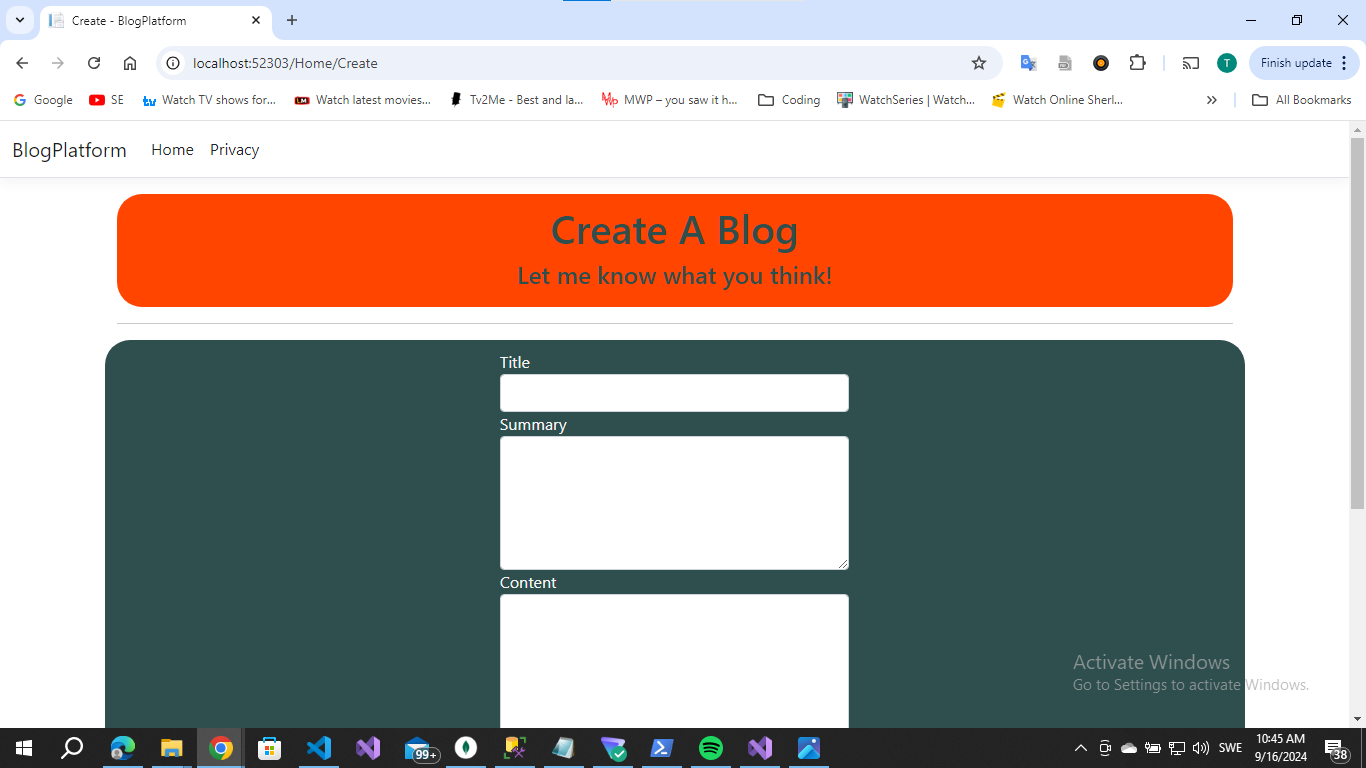 Create - BlogPlatform
localhost:52303/Home/Create
T
Finish update
Google
SE
Watch TV shows for...
Watch latest movies...
Tv2Me - Best and la...
MWP – you saw it h...
Coding
WatchSeries | Watch...
Watch Online Sherl...
All Bookmarks
BlogPlatform
Home
Privacy
Create A Blog
Let me know what you think!
Title
Summary
Content
Activate Windows
Go to Settings to activate Windows.
99+
SWE
10:45 AM
9/16/2024
38